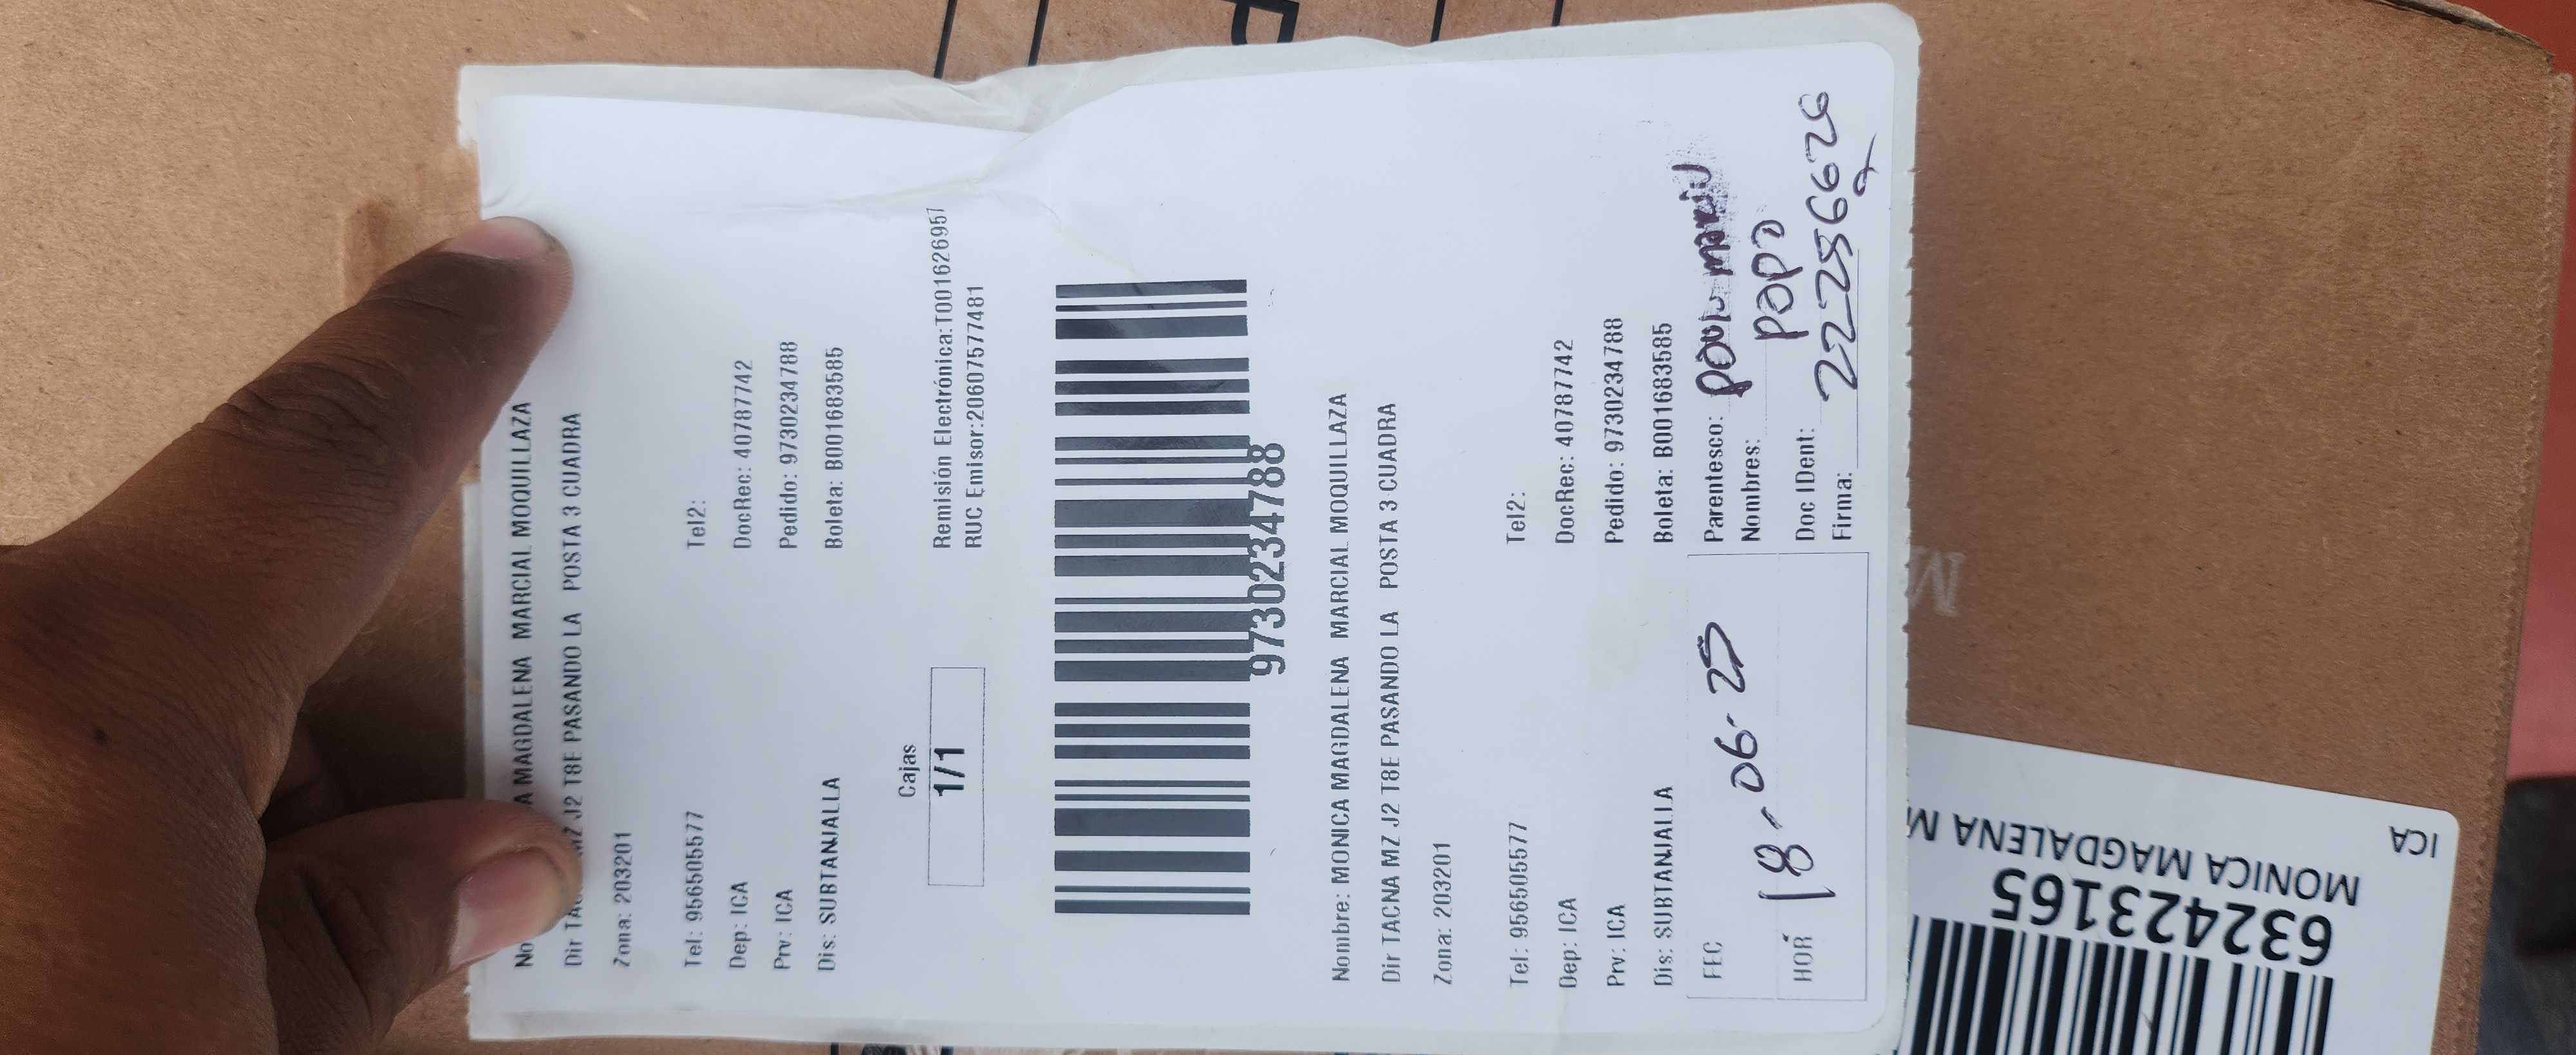 A MAGDALENA MARCIAL MOQUILLAZA
Dir TAC MZ J2 T8E PASANDO LA POSTA 3 CUADRA
Zona: 203201
Tel: 956505577 Tel2:
Dep: ICA DocRec: 40787742
Prv: ICA Pedido: 9730234788
Dis: SUBTANJALLA Boleta: B001683585
Cajas
1/1
Remisión Electrónica:T001626957
RUC Emisor:20607577481
9730234788
Nombre: MONICA MAGDALENA MARCIAL MOQUILLAZA
Dir TACNA MZ J2 T8E PASANDO LA POSTA 3 CUADRA
Zona: 203201
Tel: 956505577 Tel2:
Dep: ICA DocRec: 40787742
Prv: ICA Pedido: 9730234788
Dis: SUBTANJALLA Boleta: B001683585
FEC 18-06-25
HOR
Parentesco:
Nombres: papa
Doc IDent: 22256626
Firma:
632423165
MONICA MAGDALENA M
ICA